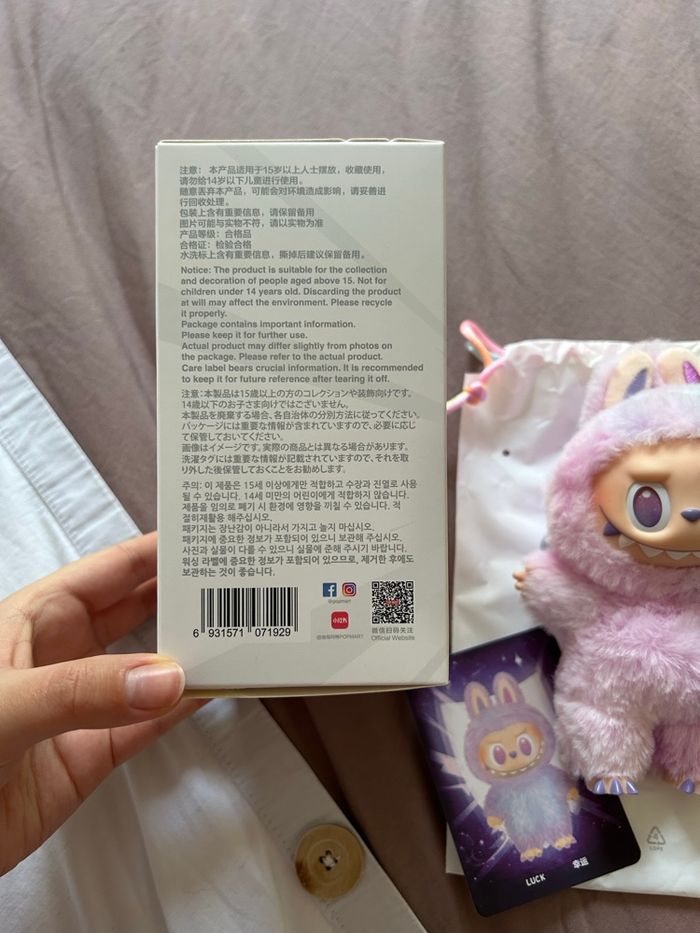 注意: 本产品适用于15岁以上人士摆放，收藏使用，
请勿给14岁以下儿童进行使用。
随意丢弃本产品，可能会对环境造成影响，请妥善进
行回收处理。
包装上含有重要信息，请保留备用
图片可能与实物不符，请以实物为准
产品等级：合格品
合格证：检验合格
水洗标上含有重要信息，撕掉后建议保留备用。
Notice: The product is suitable for the collection
and decoration of people aged above 15. Not for
children under 14 years old. Discarding the product
at will may affect the environment. Please recycle
it properly.
Package contains important information.
Please keep it for further use.
Actual product may differ slightly from photos on
the package. Please refer to the actual product.
Care label bears crucial information. It is recommended
to keep it for future reference after tearing it off.
注意:本製品は15歳以上の方のコレクションや装飾向けです。
14歳以下のお子さま向けではございません。
本製品を廃棄する場合、各自治体の分別方法に従ってください。
パッケージには重要な情報が含まれていますので、必要に応じ
て保管しておいてください。
画像はイメージです。実際の商品とは異なる場合があります。
洗濯タグには重要な情報が記載されていますので、それを取
り外した後保管しておくことをお勧めします。
주의: 이 제품은 15세 이상에게만 적합하고 수장과 진열로 사용
될 수 있습니다. 14세 미만의 어린이에게 적합하지 않습니다.
제품을 임의로 폐기 시 환경에 영향을 끼칠 수 있습니다. 적
절히재활용 해주십시오.
패키지는 장난감이 아니라서 가지고 놀지 마십시오.
패키지에 중요한 정보가 포함되어 있으니 보관해 주십시오.
사진과 실물이 다를 수 있으니 실물에 준해 주시기 바랍니다.
워싱 라벨에 중요한 정보가 포함되어 있으므로, 제거한 후에도
보관하는 것이 좋습니다.
6 931571 071929
@popmart
小红书
@泡泡玛特POPMART
微信扫码关注
Official Website
LUCK
幸运